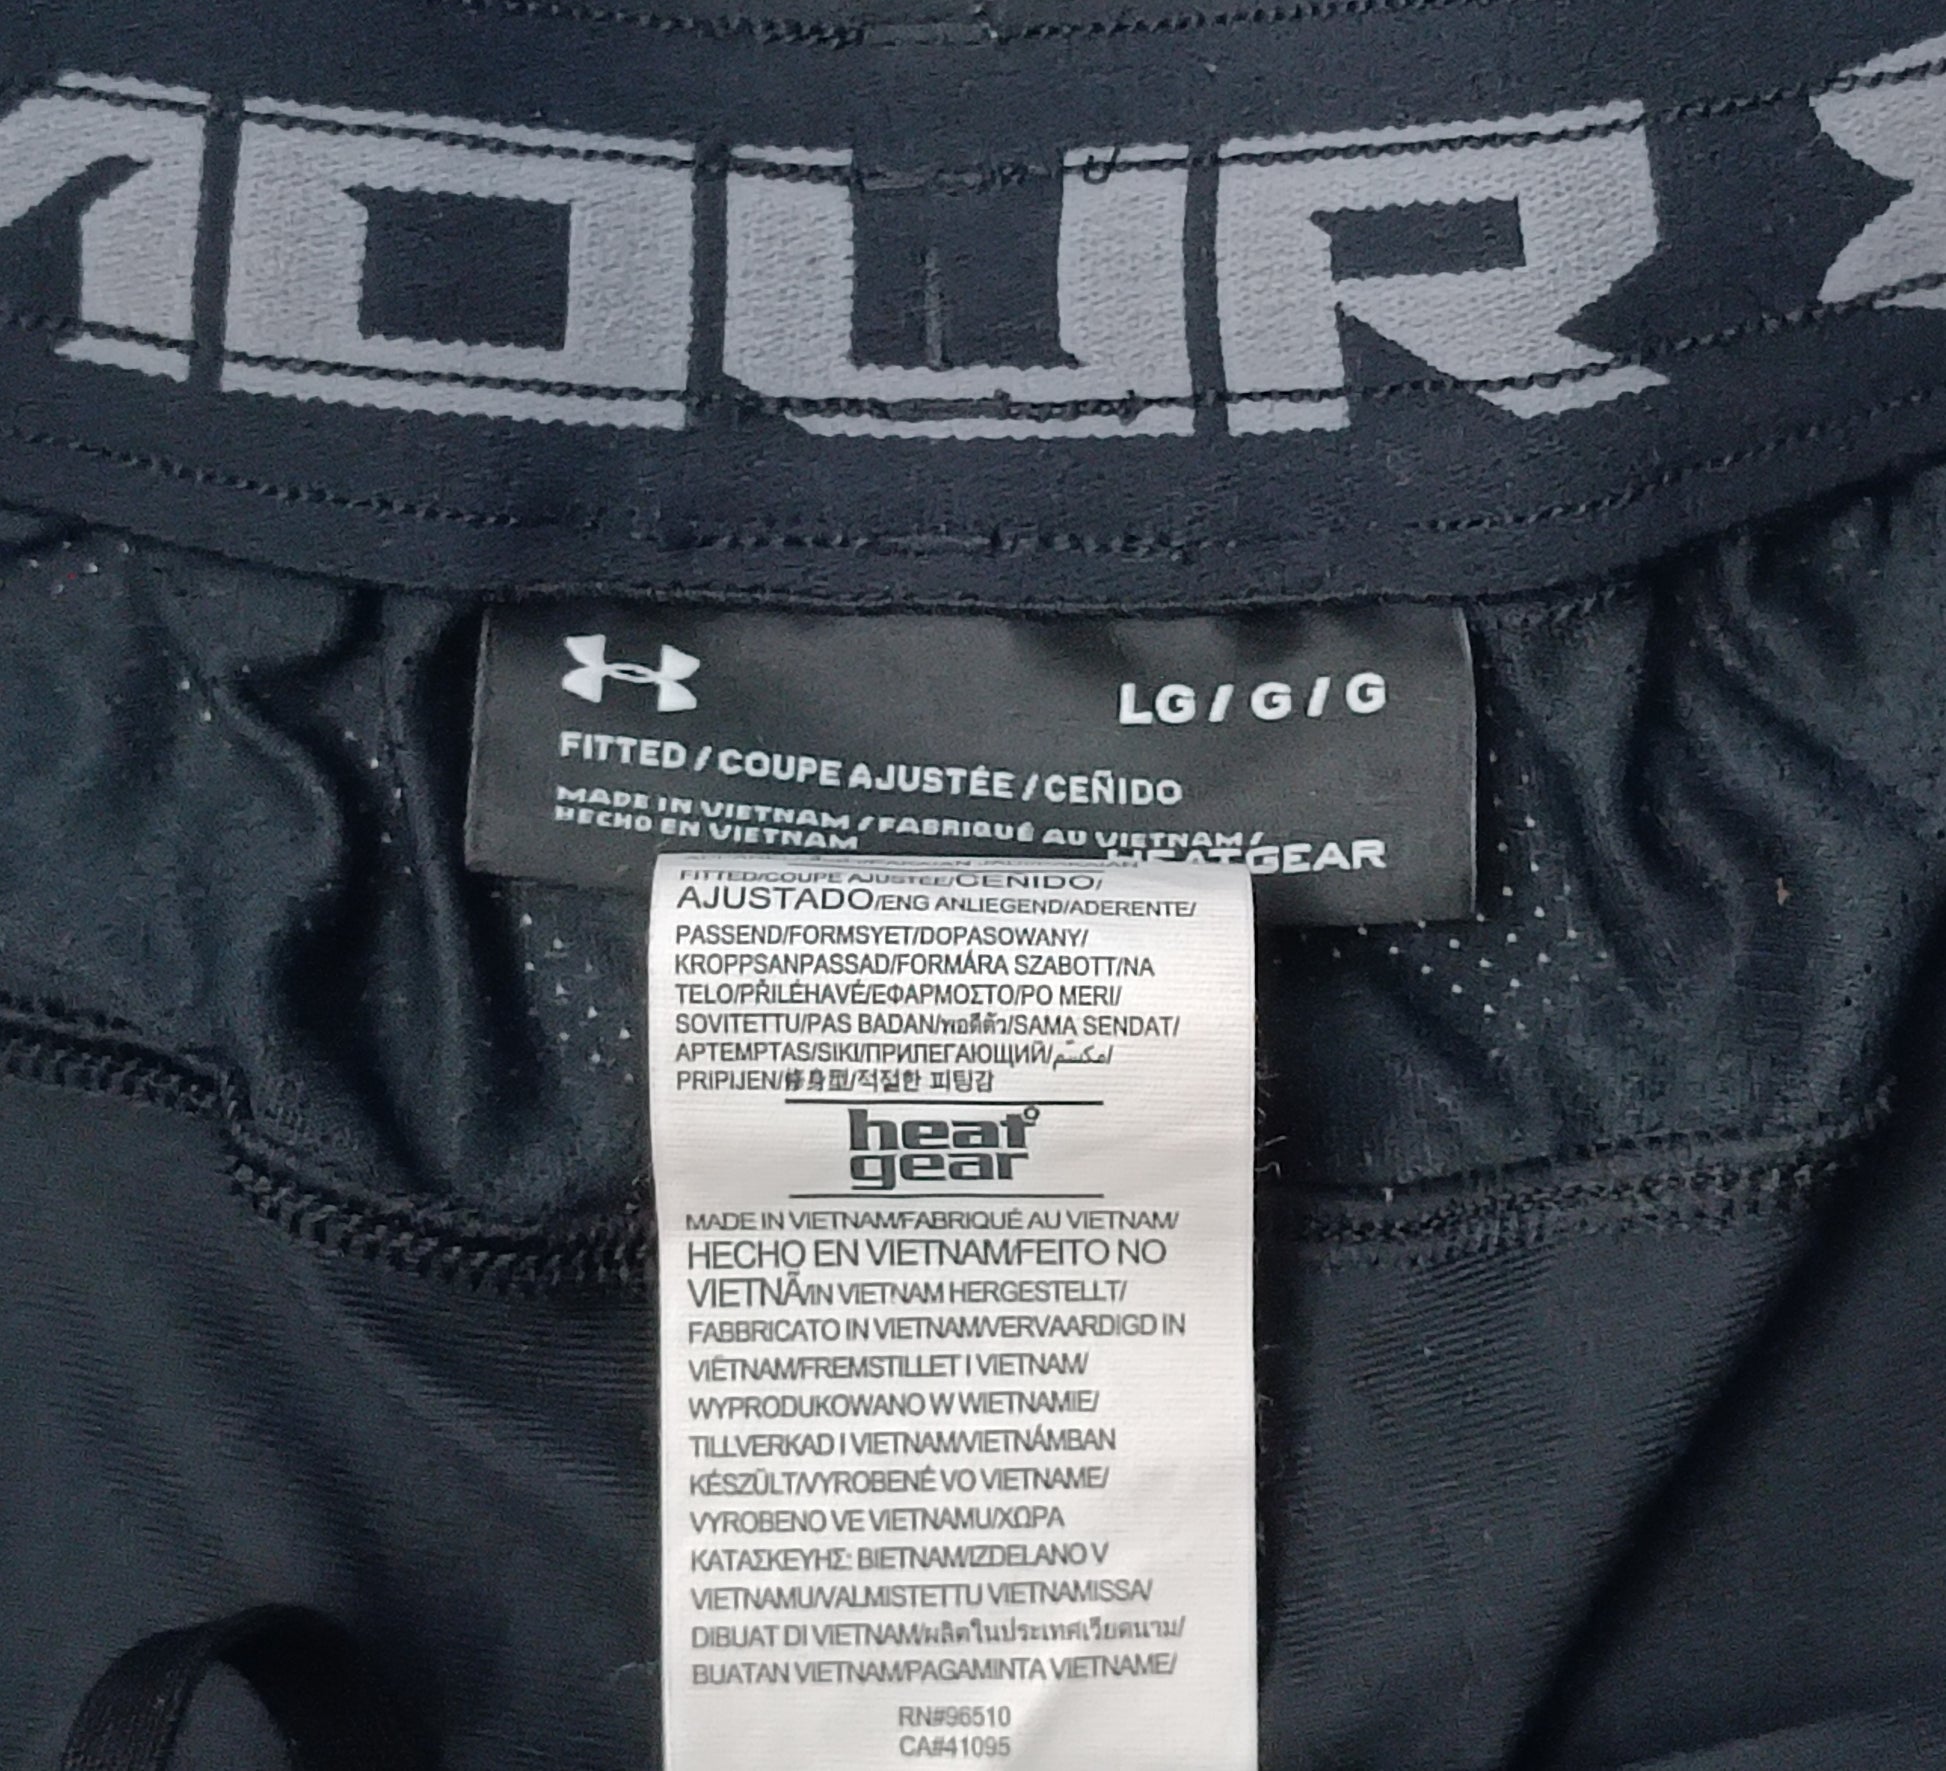 MOUR
LG / G / G
FITTED / COUPE AJUSTÉE / CEÑIDO
MADE IN VIETNAM / FABRIQUÉ AU VIETNAM /
HECHO EN VIETNAM
HEATGEAR
FITTED/COUPE AJUSTÉE/CEÑIDO/
AJUSTADO/ENG ANLIEGEND/ADERENTE/
PASSEND/FORMSYET/DOPASOWANY/
KROPPSANPASSAD/FORMÁRA SZABOTT/NA
TELO/PŘILÉHAVÉ/ΕΦΑΡΜΟΣΤΟ/PO MERI/
SOVITETTU/PAS BADAN/พอดีตัว/SAMA SENDAT/
APTEMPTAS/SIKI/ПРИЛЕГАЮЩИЙ/مكسّم/
PRIPIJEN/修身型/적절한 피팅감
heat
gear
MADE IN VIETNAM/FABRIQUÉ AU VIETNAM/
HECHO EN VIETNAM/FEITO NO
VIETNÃ/IN VIETNAM HERGESTELLT/
FABBRICATO IN VIETNAM/VERVAARDIGD IN
VIËTNAM/FREMSTILLET I VIETNAM/
WYPRODUKOWANO W WIETNAMIE/
TILLVERKAD I VIETNAM/VIETNÁMBAN
KÉSZÜLT/VYROBENÉ VO VIETNAME/
VYROBENO VE VIETNAMU/ΧΩΡΑ
ΚΑΤΑΣΚΕΥΗΣ: ΒΙΕΤΝΑΜ/IZDELANO V
VIETNAMU/VALMISTETTU VIETNAMISSA/
DIBUAT DI VIETNAM/ผลิตในประเทศเวียดนาม/
BUATAN VIETNAM/PAGAMINTA VIETNAME/
RN#96510
CA#41095